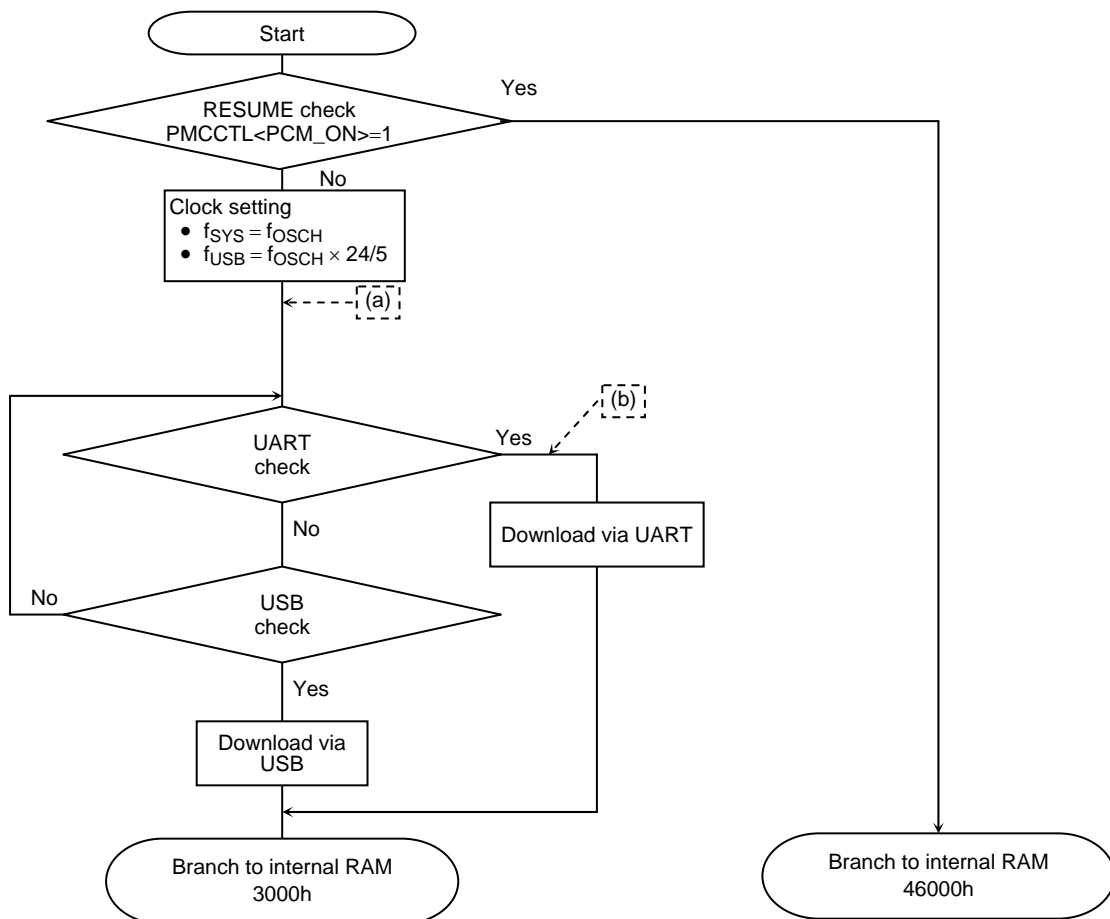 Start
Yes
RESUME check
PMCCTL<PCM_ON>=1
No
Clock setting
• fSYS = fOSCH
• fUSB = fOSCH × 24/5
(a)
(b)
Yes
UART
check
No
Download via UART
No
USB
check
Yes
Download via
USB
Branch to internal RAM
3000h
Branch to internal RAM
46000h